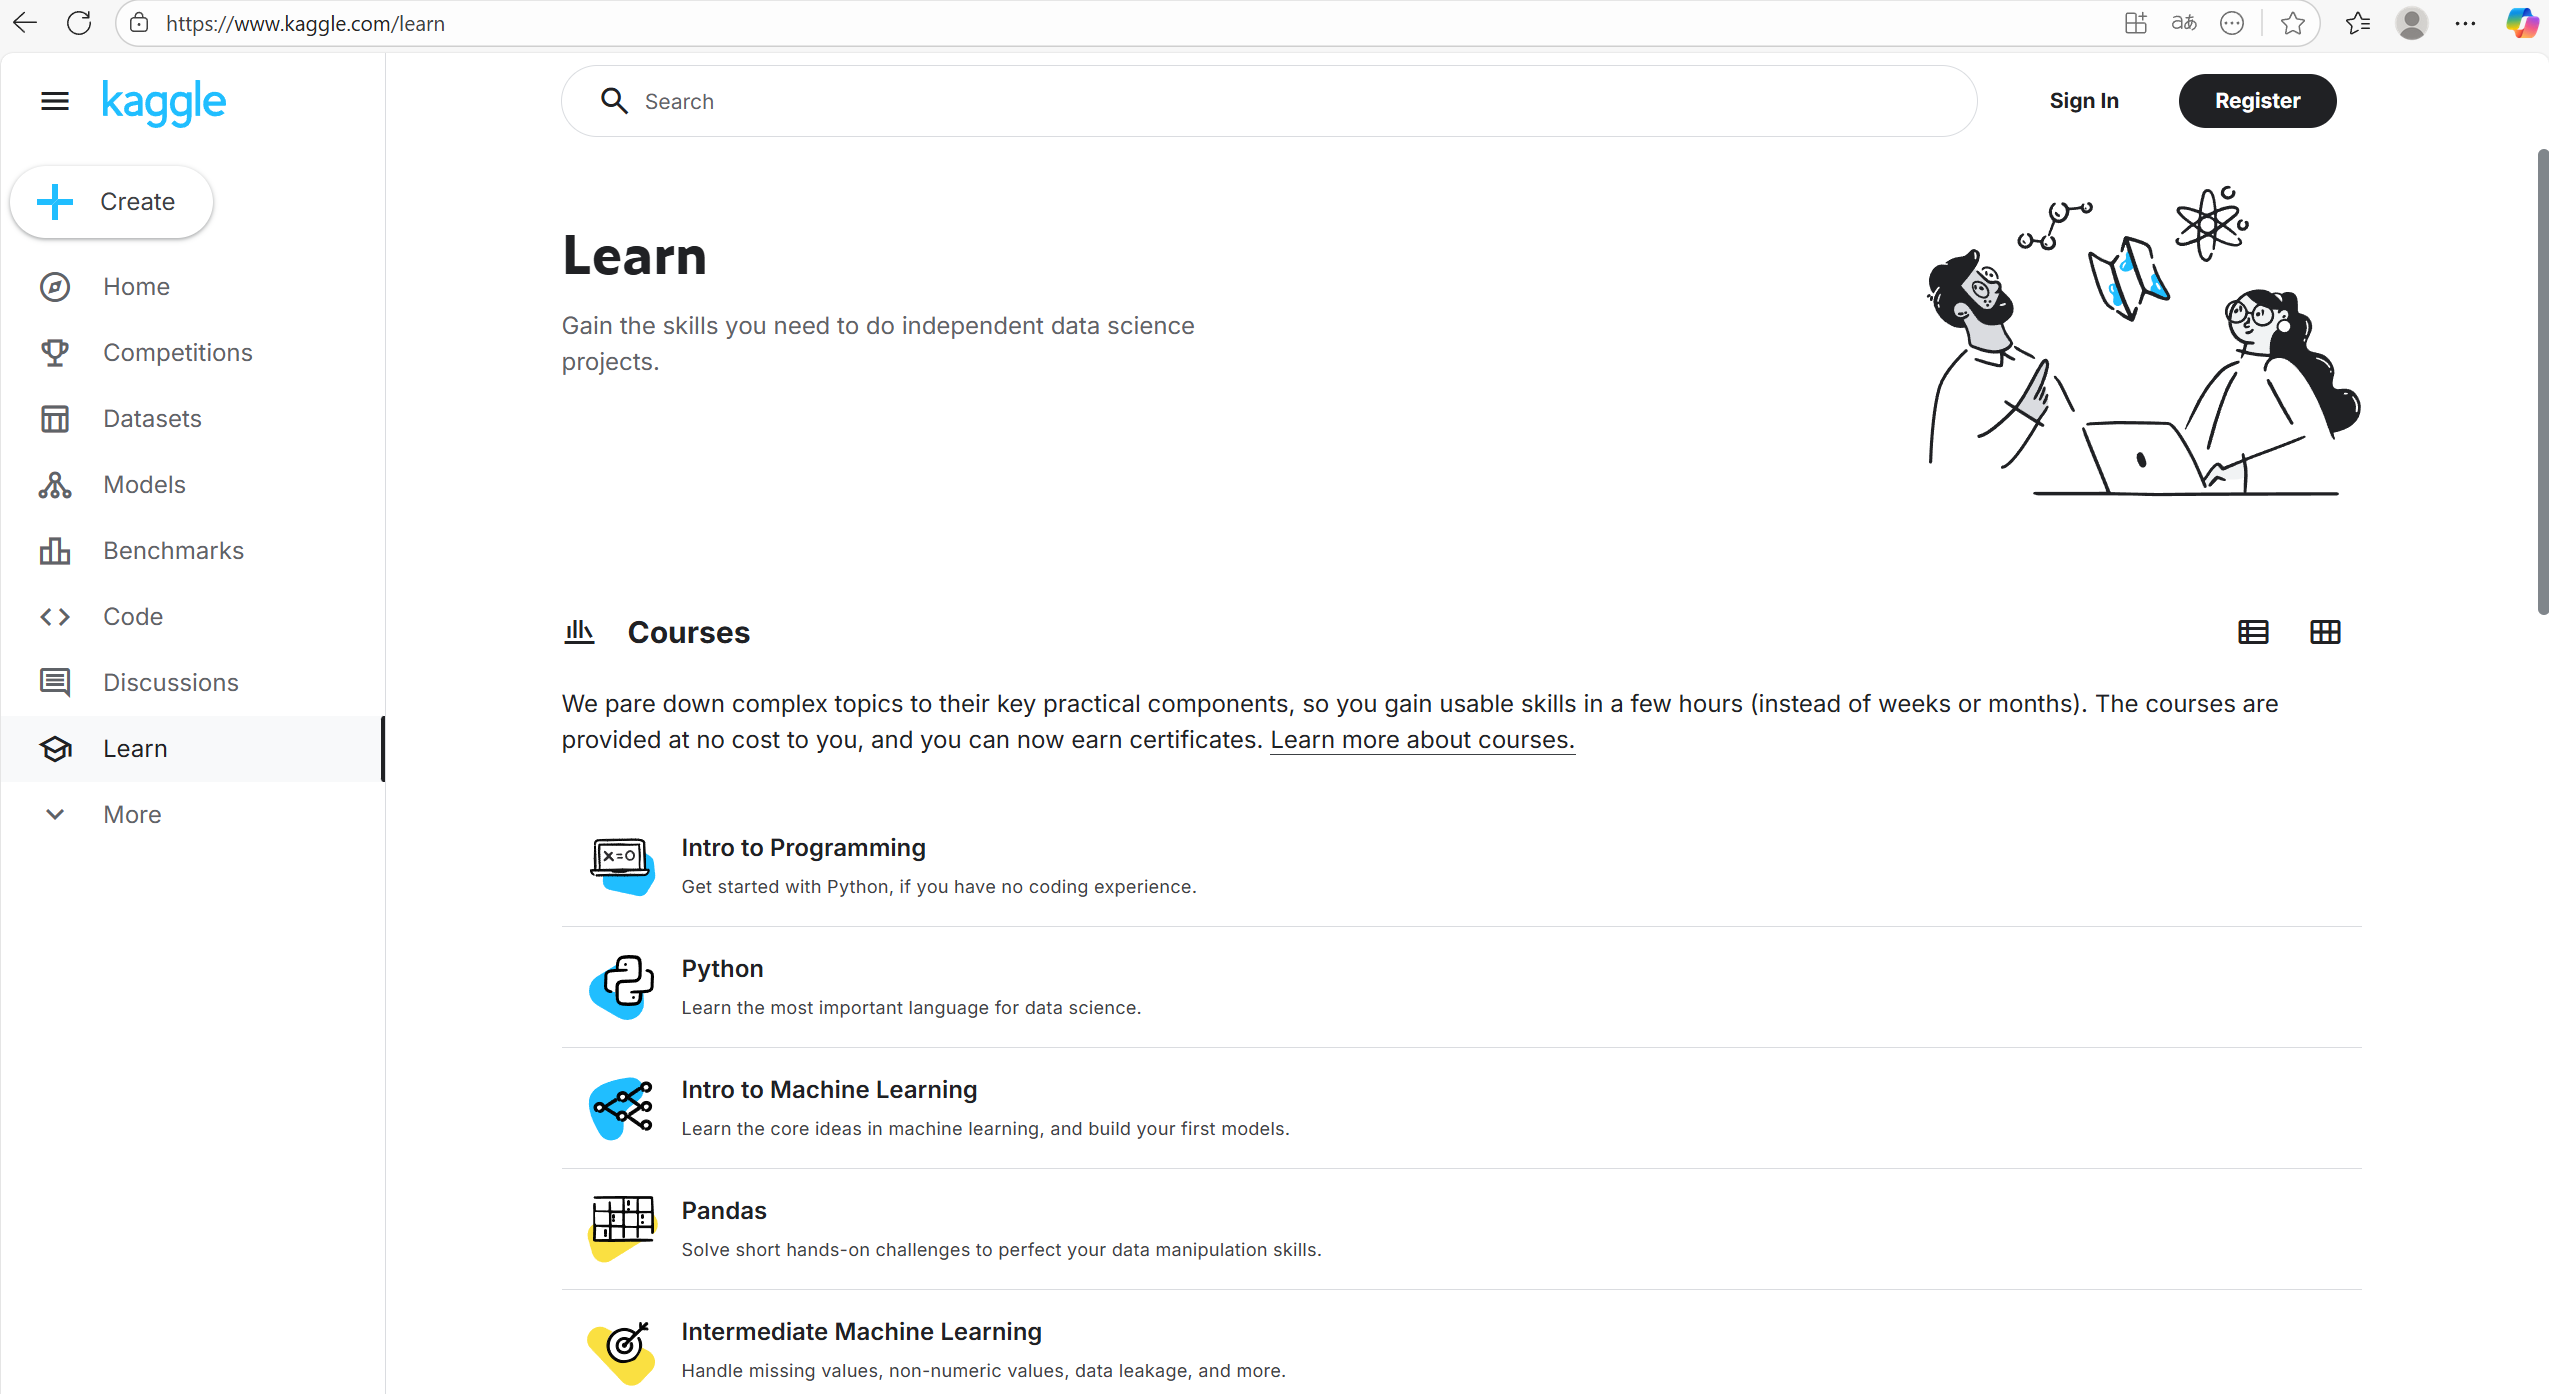 https://www.kaggle.com/learn
aあ
kaggle
Search
Sign In
Register
Create
Home
Competitions
Datasets
Models
Benchmarks
Code
Discussions
Learn
More
Learn
Gain the skills you need to do independent data science
projects.
Courses
We pare down complex topics to their key practical components, so you gain usable skills in a few hours (instead of weeks or months). The courses are
provided at no cost to you, and you can now earn certificates. Learn more about courses.
x=0
Intro to Programming
Get started with Python, if you have no coding experience.
Python
Learn the most important language for data science.
Intro to Machine Learning
Learn the core ideas in machine learning, and build your first models.
Pandas
Solve short hands-on challenges to perfect your data manipulation skills.
Intermediate Machine Learning
Handle missing values, non-numeric values, data leakage, and more.